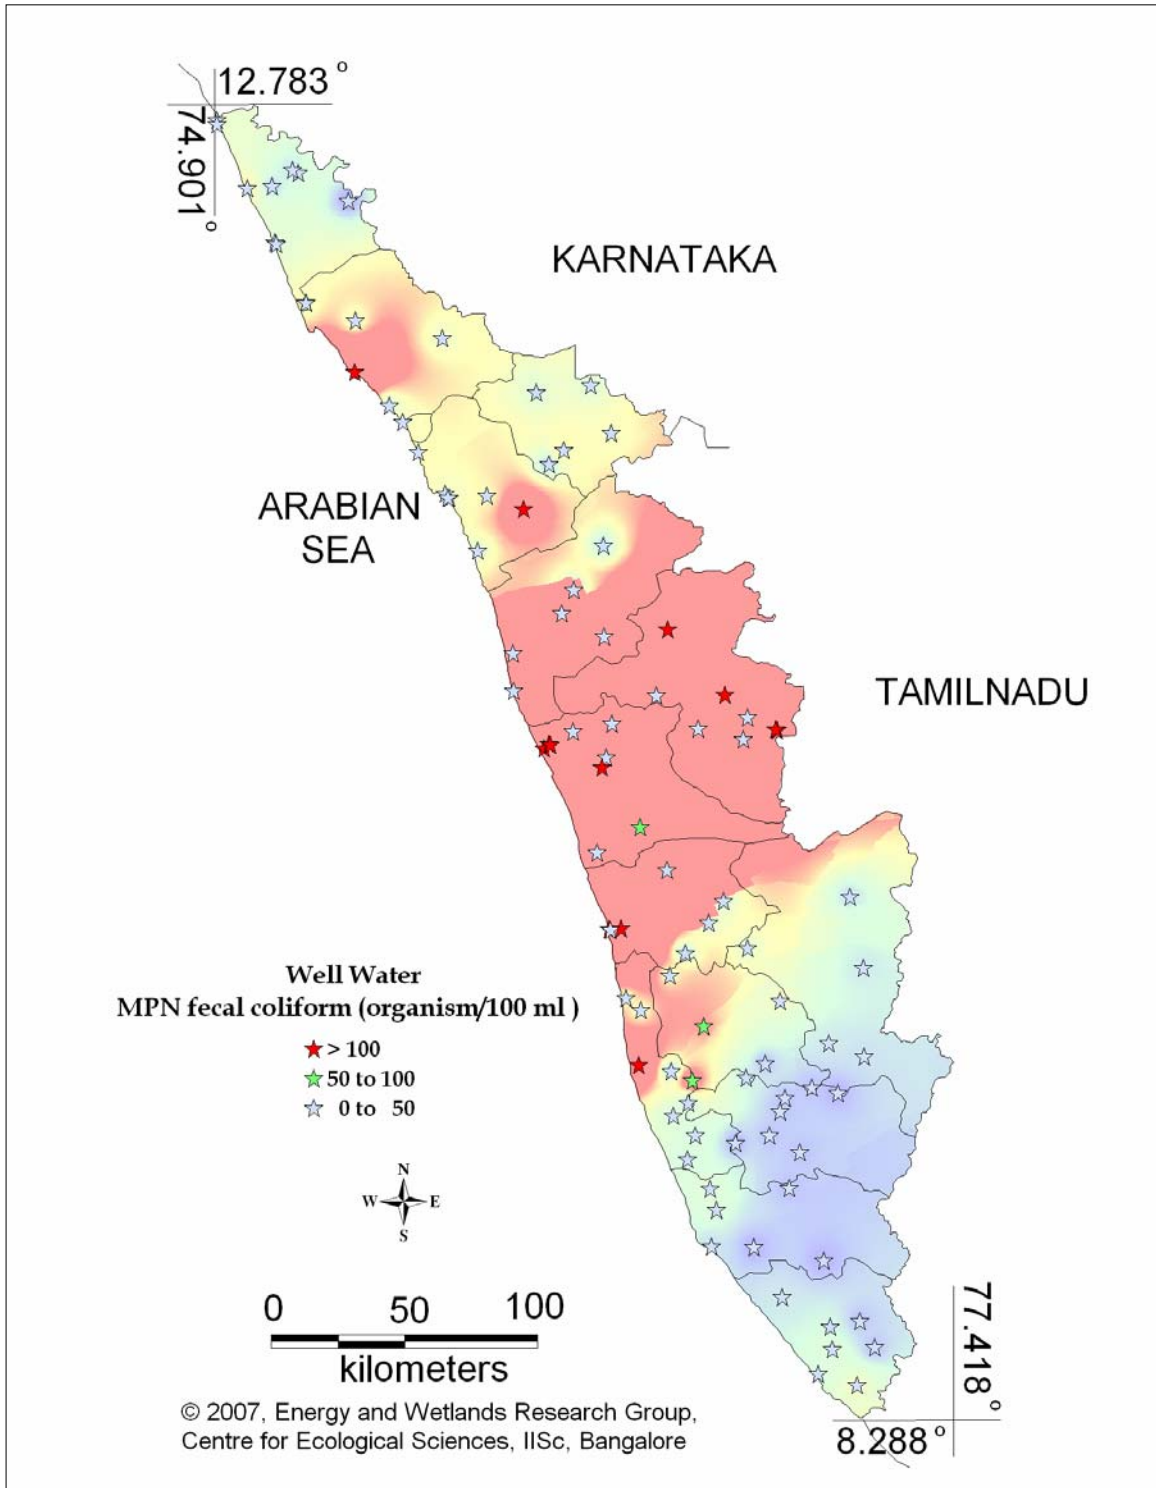 12.783 °
74.901°
KARNATAKA
ARABIAN
SEA
TAMILNADU
Well Water
MPN fecal coliform (organism/100 ml )
> 100
50 to 100
0 to 50
N
W E
S
0 50 100
kilometers
77.418°
8.288 °
© 2007, Energy and Wetlands Research Group,
Centre for Ecological Sciences, IISc, Bangalore